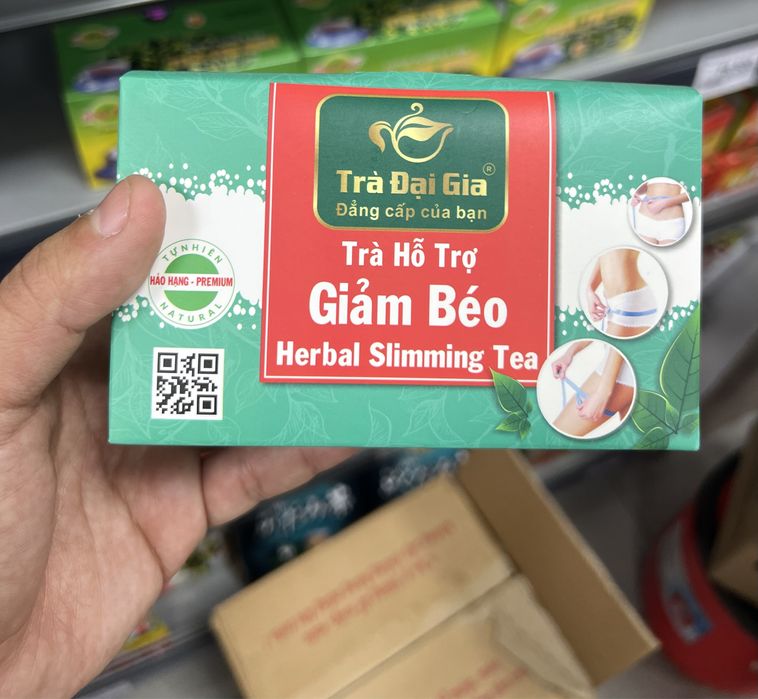 Trà Đại Gia®
Đẳng cấp của bạn
Trà Hỗ Trợ
Giảm Béo
Herbal Slimming Tea
TỰ NHIÊN
HẢO HẠNG - PREMIUM
NATURAL